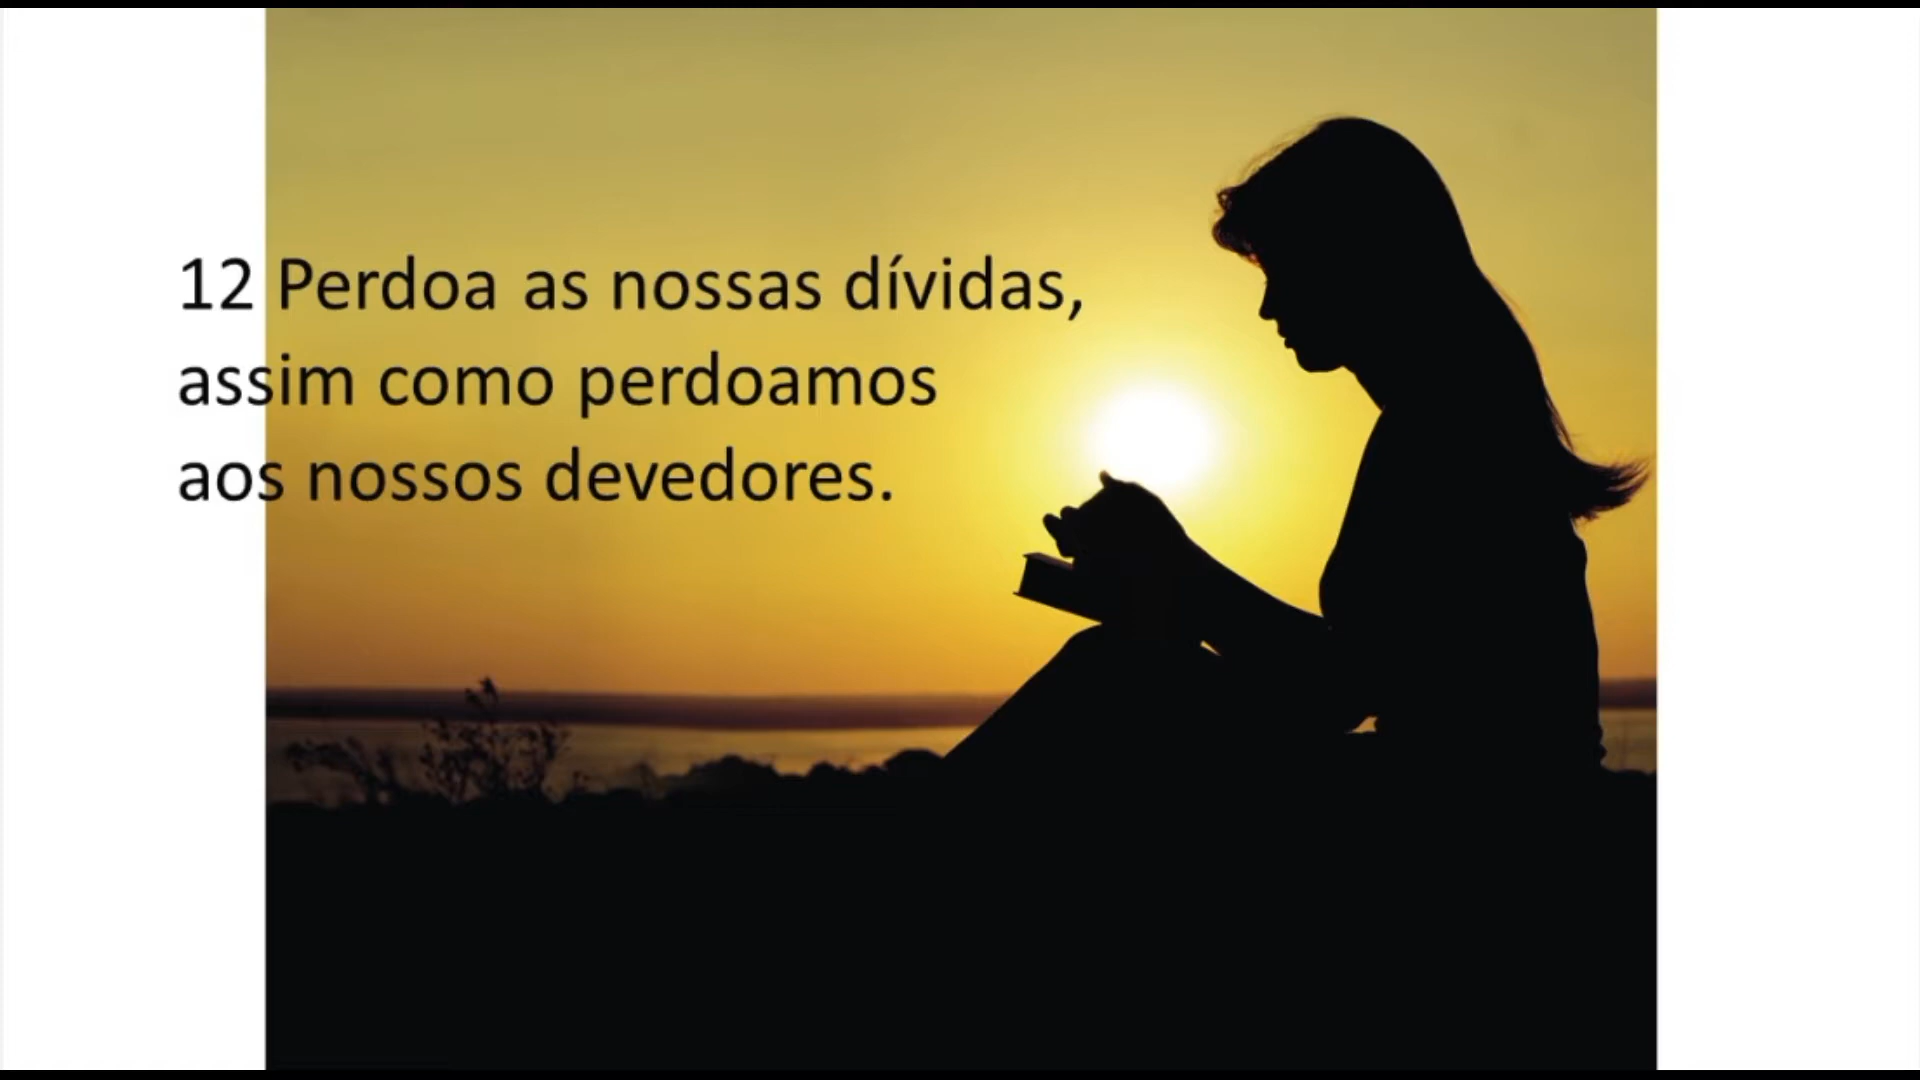 12 Perdoa as nossas dívidas,
assim como perdoamos
aos nossos devedores.